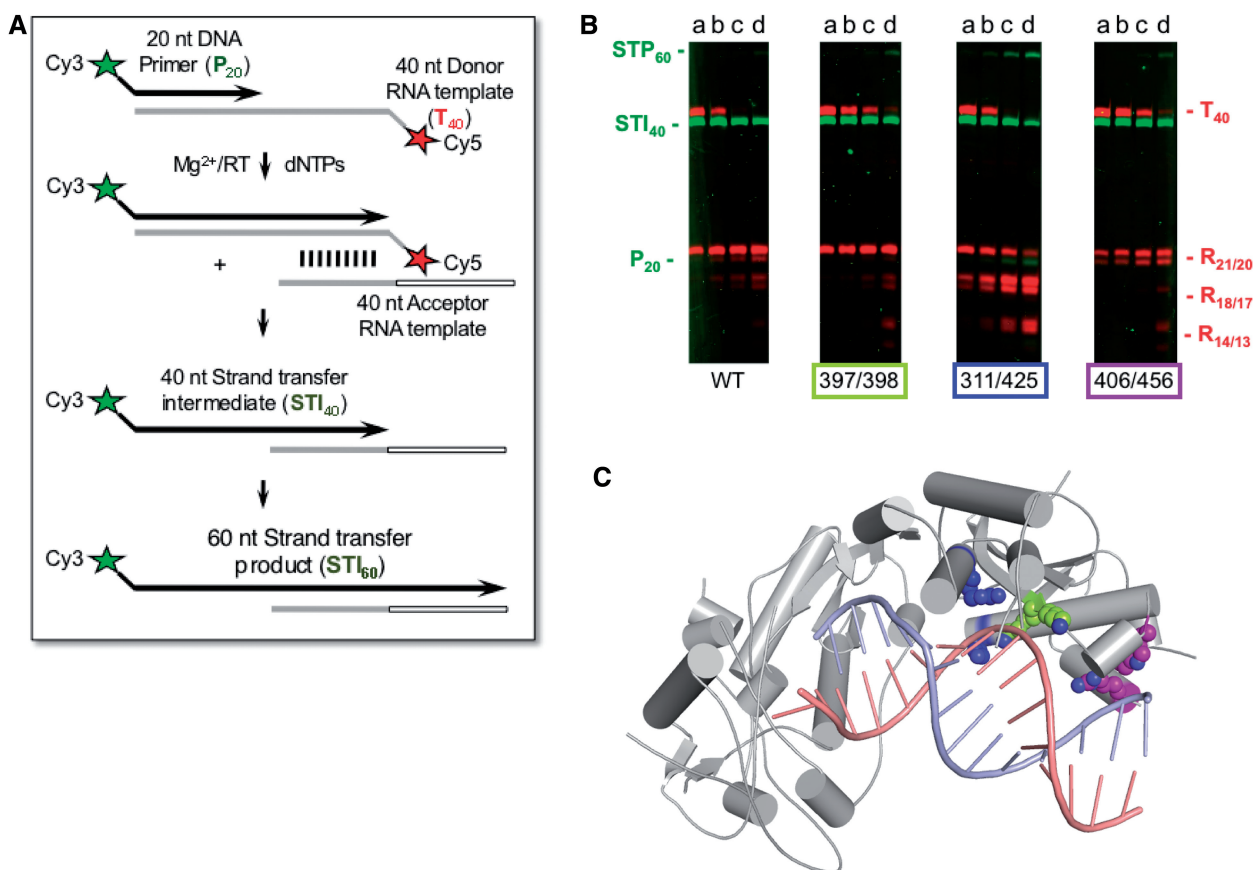 A
20 nt DNA
Primer (P20)
Cy3
40 nt Donor
RNA template
(T40)
Cy5
Mg2+/RT
dNTPs
Cy3
+
Cy5
40 nt Acceptor
RNA template
40 nt Strand transfer
intermediate (STI40)
Cy3
60 nt Strand transfer
product (STI60)
Cy3
B
a b c d
a b c d
a b c d
a b c d
STP60 -
STI40 -
P20 -
- T40
- R21/20
- R18/17
- R14/13
WT
397/398
311/425
406/456
C